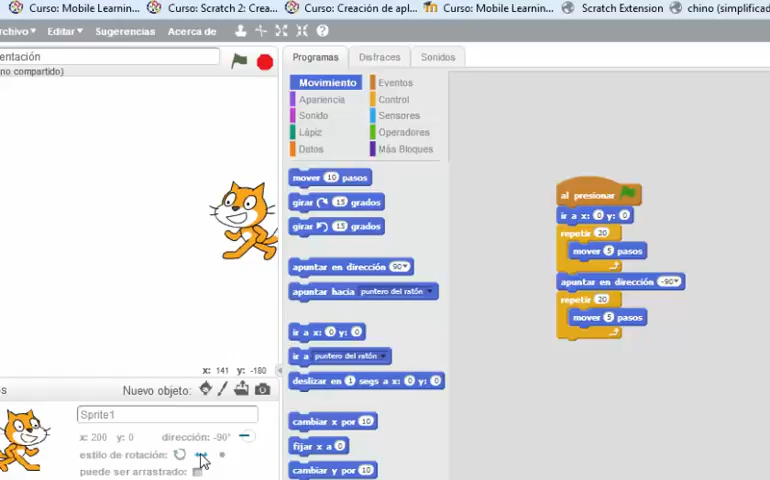 Curso: Mobile Learnin... Curso: Scratch 2: Crea... Curso: Creación de apl... Curso: Mobile Learnin... Scratch Extension chino (simplificad
rchivo Editar Sugerencias Acerca de
entación
no compartido)
Programas Disfraces Sonidos
Movimiento Eventos
Apariencia Control
Sonido Sensores
Lápiz Operadores
Datos Más Bloques
mover 10 pasos
girar 15 grados
girar 15 grados
apuntar en dirección 90
apuntar hacia puntero del ratón
ir a x: 0 y: 0
ir a puntero del ratón
deslizar en 1 segs a x: 0 y: 0
cambiar x por 10
fijar x a 0
cambiar y por 10
al presionar
ir a x: 0 y: 0
repetir 20
mover 5 pasos
apuntar en dirección -90
repetir 20
mover 5 pasos
x: 141 y: -180
os Nuevo objeto:
Sprite1
x: 200 y: 0 dirección: -90°
estilo de rotación:
puede ser arrastrado: